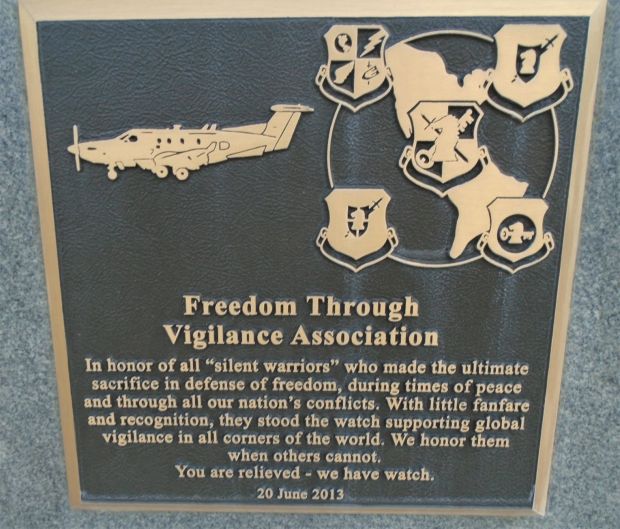 Freedom Through
Vigilance Association
In honor of all “silent warriors” who made the ultimate
sacrifice in defense of freedom, during times of peace
and through all our nation’s conflicts. With little fanfare
and recognition, they stood the watch supporting global
vigilance in all corners of the world. We honor them
when others cannot.
You are relieved - we have watch.
20 June 2013